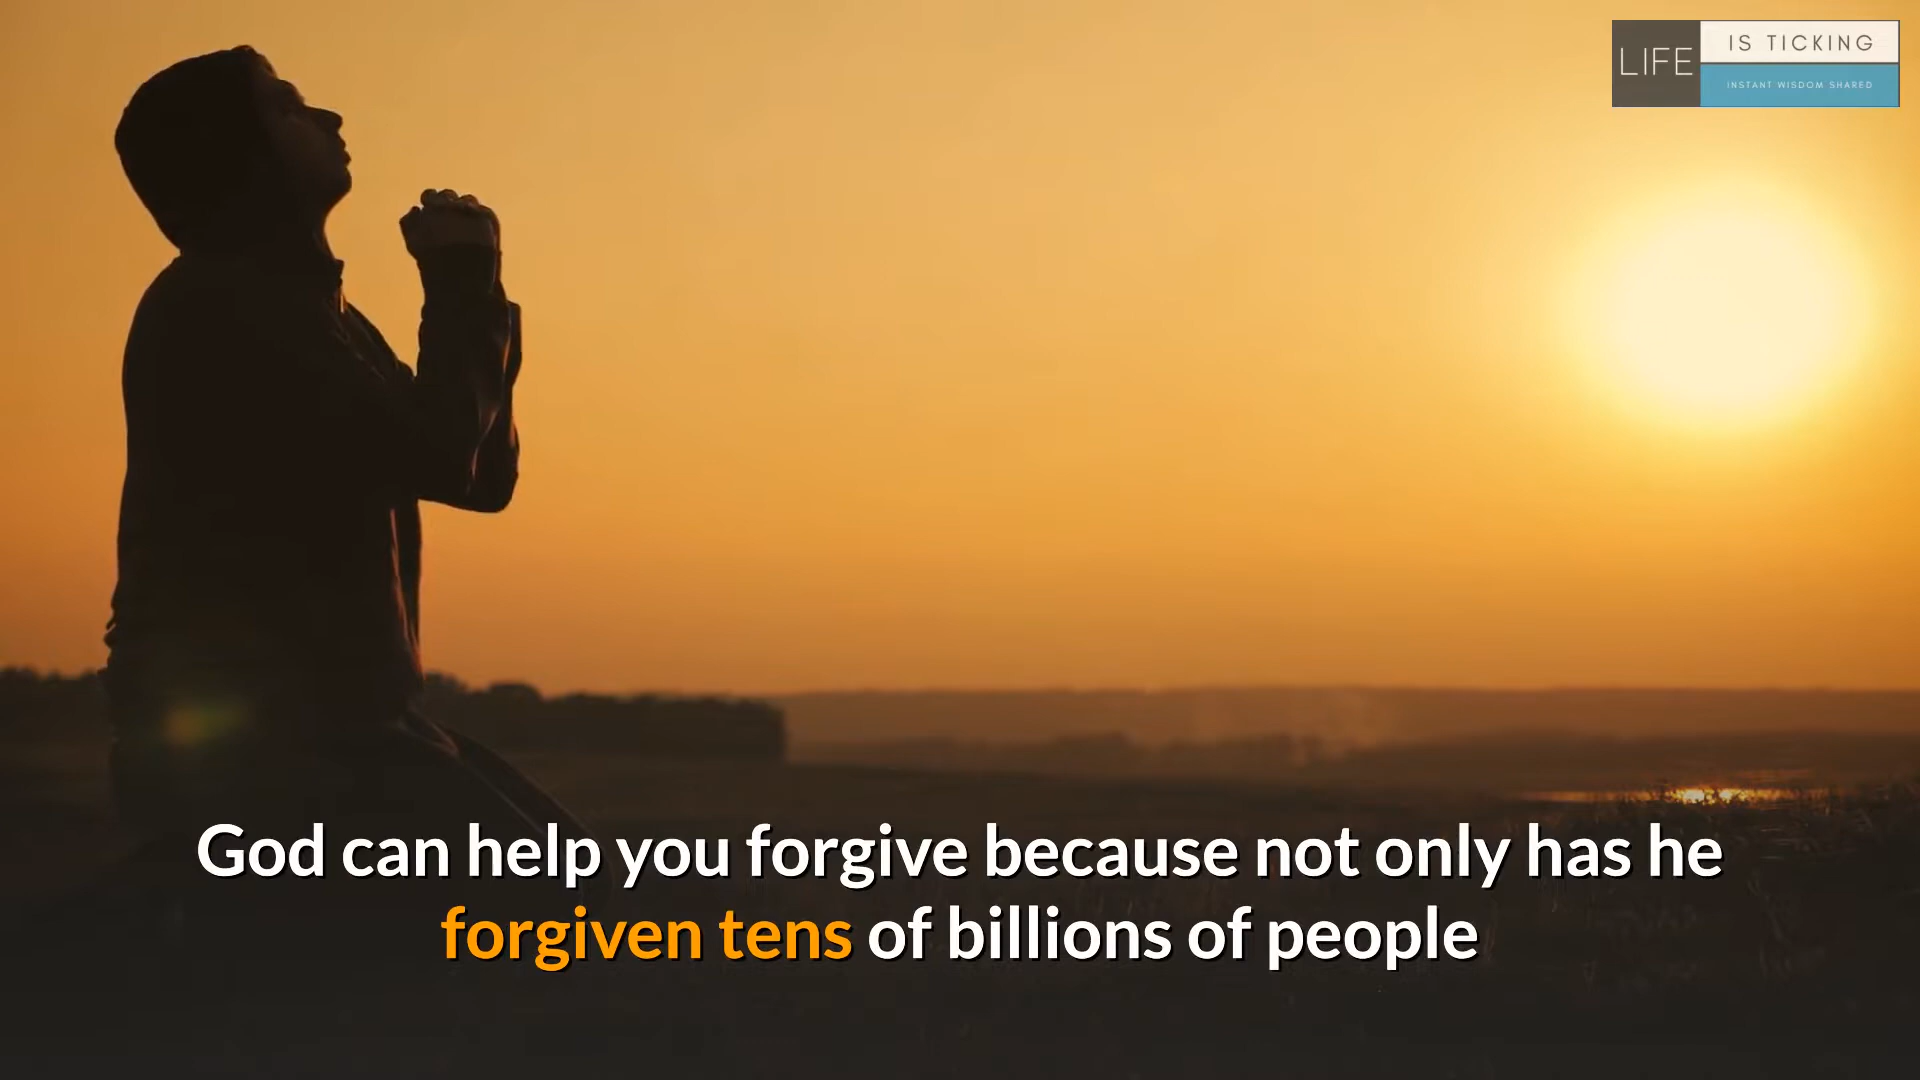 LIFE
IS TICKING
INSTANT WISDOM SHARED
God can help you forgive because not only has he
forgiven tens of billions of people